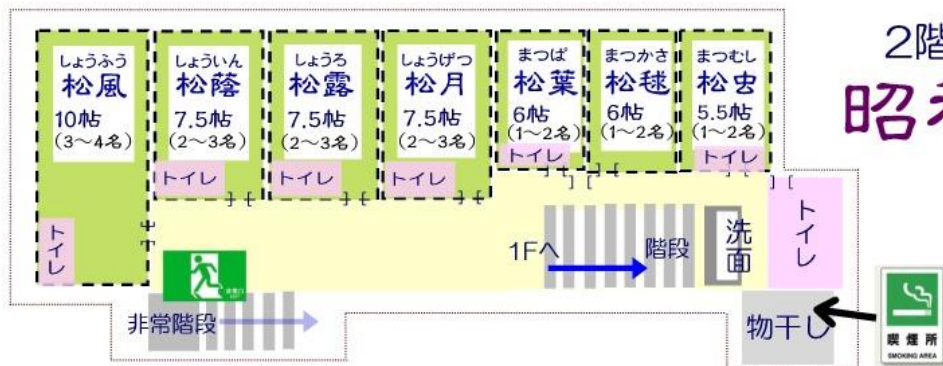 2階
昭
しょうふう
松風
10帖
(3〜4名)
トイレ
しょういん
松蔭
7.5帖
(2〜3名)
トイレ
しょうろ
松露
7.5帖
(2〜3名)
トイレ
しょうげつ
松月
7.5帖
(2〜3名)
トイレ
まつば
松葉
6帖
(1〜2名)
トイレ
まつかさ
松毬
6帖
(1〜2名)
まつむし
松虫
5.5帖
(1〜2名)
トイレ
1Fへ
階段
洗面
トイレ
非常口
非常階段
物干し
喫煙所
SMOKING AREA